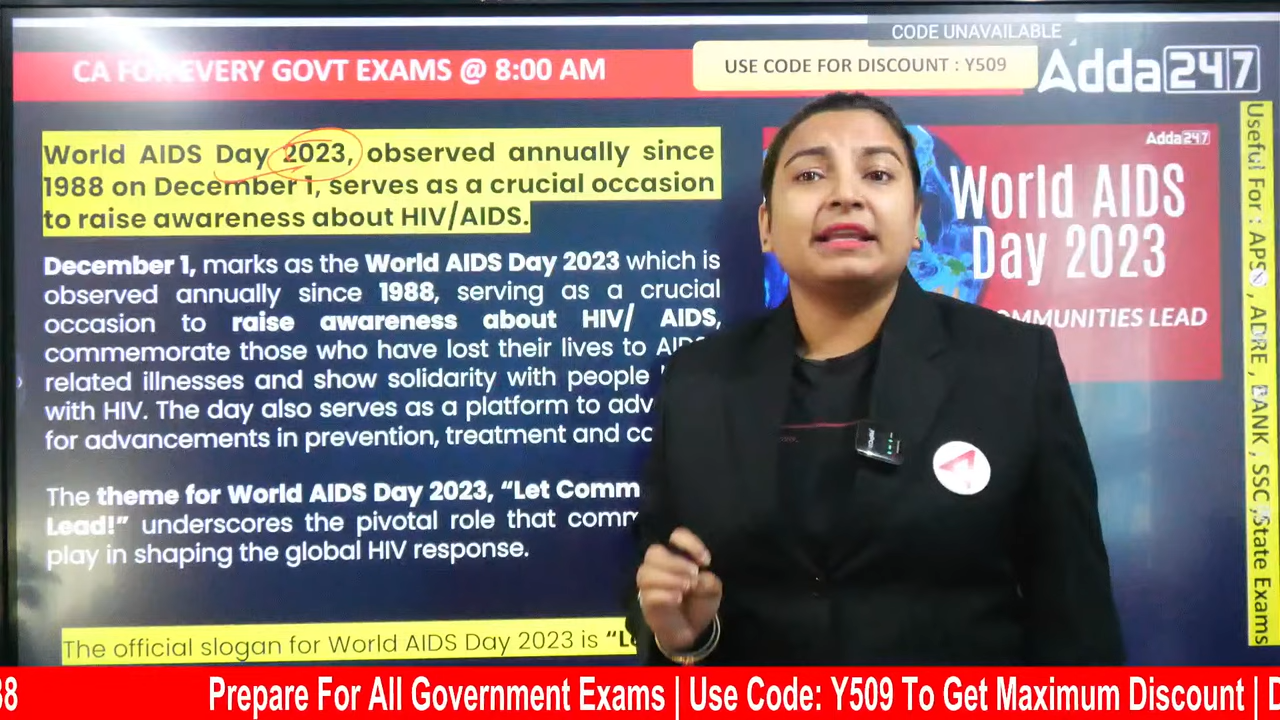 CODE UNAVAILABLE
CA FOR EVERY GOVT EXAMS @ 8:00 AM
USE CODE FOR DISCOUNT : Y509
Adda247
World AIDS Day 2023, observed annually since
1988 on December 1, serves as a crucial occasion
to raise awareness about HIV/AIDS.
December 1, marks as the World AIDS Day 2023 which is
observed annually since 1988, serving as a crucial
occasion to raise awareness about HIV/ AIDS,
commemorate those who have lost their lives to
related illnesses and show solidarity with people
with HIV. The day also serves as a platform to
for advancements in prevention, treatment and
The theme for World AIDS Day 2023, “Let
Lead!” underscores the pivotal role that
play in shaping the global HIV response.
The official slogan for World AIDS Day 2023 is
Adda247
World AIDS
Day 2023
COMMUNITIES LEAD
Useful For : APSC , ADRE , BANK , SSC ,State Exams
Prepare For All Government Exams | Use Code: Y509 To Get Maximum Discount |